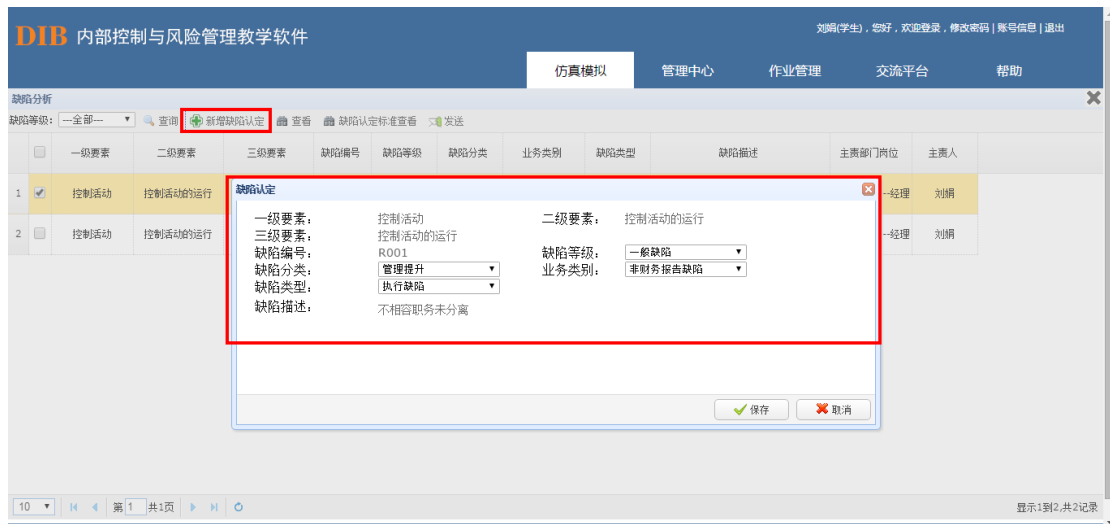 DIB 内部控制与风险管理教学软件
刘娟(学生)，您好，欢迎登录，修改密码 | 账号信息 | 退出
仿真模拟 管理中心 作业管理 交流平台 帮助
缺陷分析
缺陷等级： ---全部--- 查询 新增缺陷认定 查看 缺陷认定标准查看 发送
一级要素 二级要素 三级要素 缺陷编号 缺陷等级 缺陷分类 业务类别 缺陷类型 缺陷描述 主责部门岗位 主责人
1 控制活动 控制活动的运行 --经理 刘娟
2 控制活动 控制活动的运行 --经理 刘娟
缺陷认定
一级要素： 控制活动 二级要素： 控制活动的运行
三级要素： 控制活动的运行
缺陷编号： R001 缺陷等级： 一般缺陷
缺陷分类： 管理提升 业务类别： 非财务报告缺陷
缺陷类型： 执行缺陷
缺陷描述： 不相容职务未分离
保存 取消
10 第 1 共1页 显示1到2,共2记录